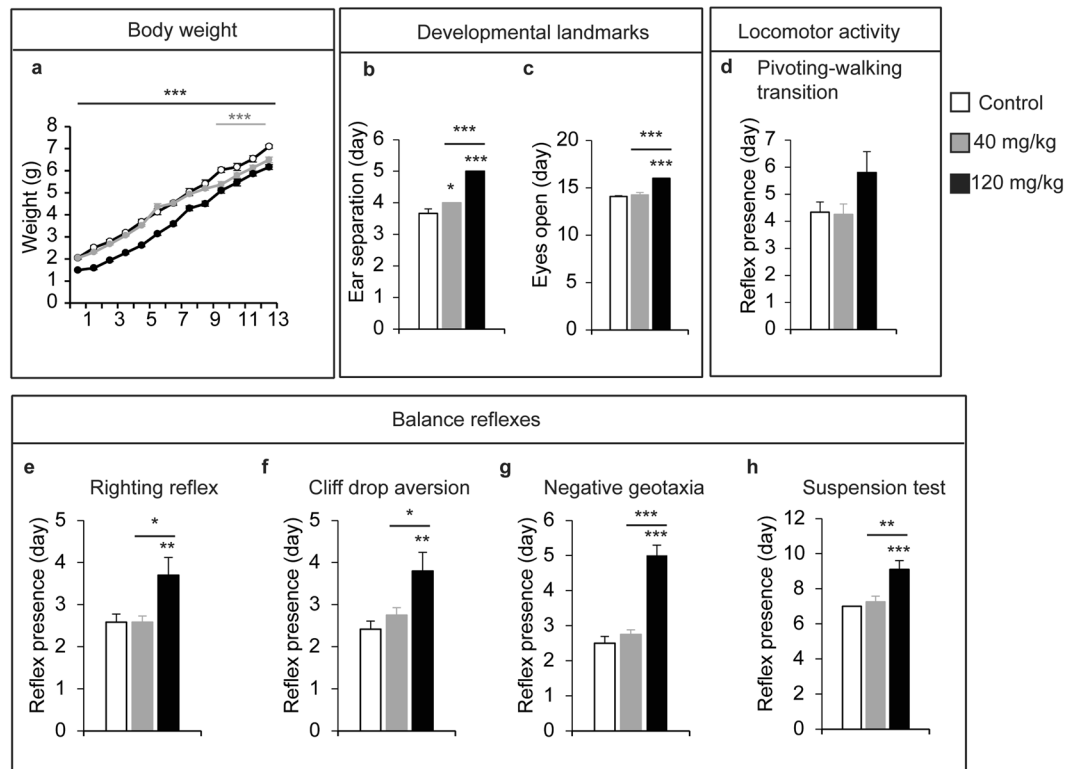 Body weight
Developmental landmarks
Locomotor activity
a
***
***
Weight (g)
8
7
6
5
4
3
2
1
0
1 3 5 7 9 11 13
b
Ear separation (day)
6
5
4
3
2
1
0
***
***
*
c
Eyes open (day)
20
15
10
5
0
***
***
d
Pivoting-walking
transition
Reflex presence (day)
7
6
5
4
3
2
1
0
Control
40 mg/kg
120 mg/kg
Balance reflexes
e
Righting reflex
Reflex presence (day)
5
4
3
2
1
0
*
**
f
Cliff drop aversion
Reflex presence (day)
5
4
3
2
1
0
*
**
g
Negative geotaxia
Reflex presence (day)
6
5
4
3
2
1
0
***
***
h
Suspension test
Reflex presence (day)
12
10
8
6
4
2
0
**
***